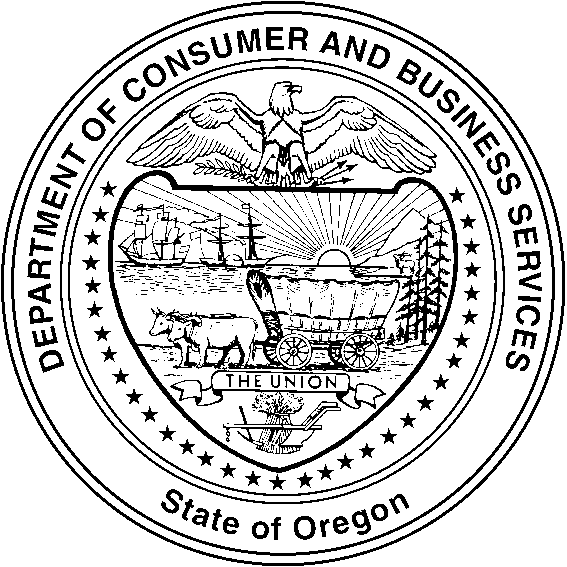 DEPARTMENT OF CONSUMER AND BUSINESS SERVICES
THE UNION
State of Oregon